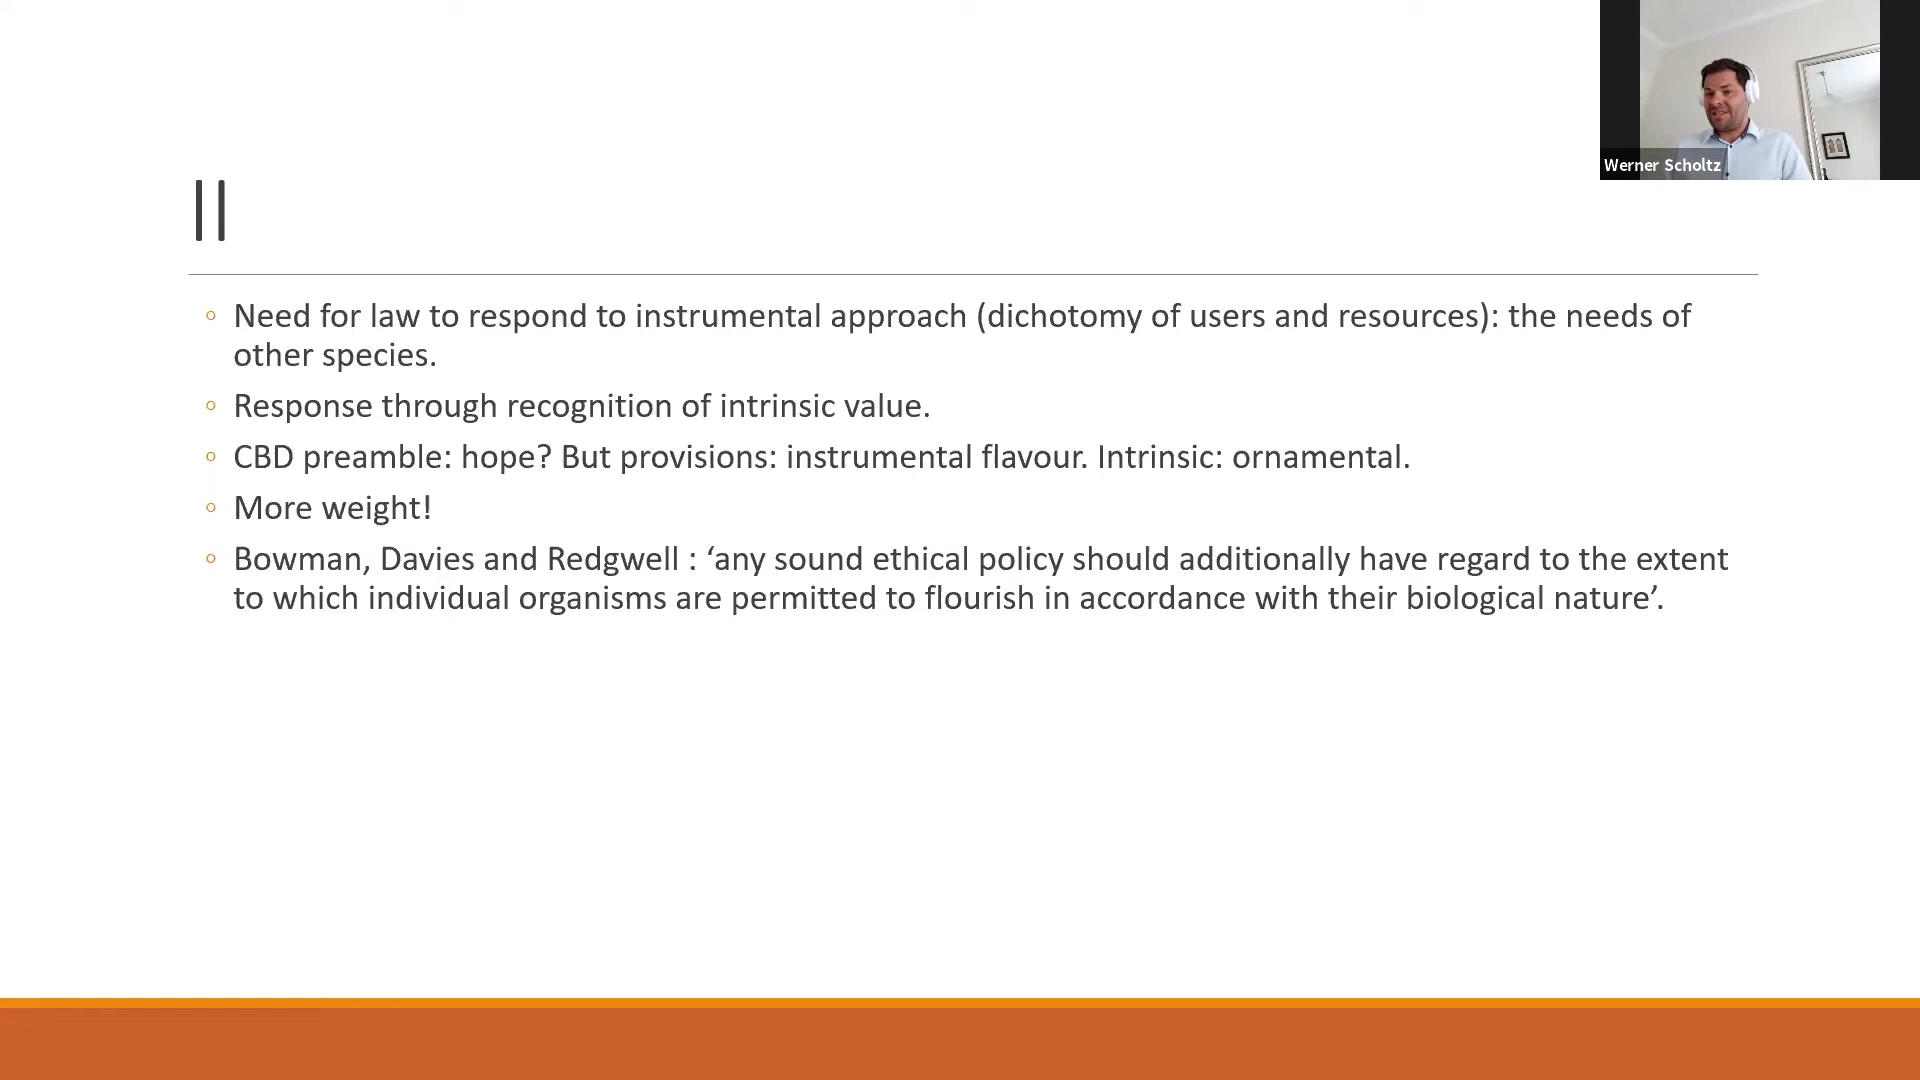 Werner Scholtz
II
Need for law to respond to instrumental approach (dichotomy of users and resources): the needs of
other species.
Response through recognition of intrinsic value.
CBD preamble: hope? But provisions: instrumental flavour. Intrinsic: ornamental.
More weight!
Bowman, Davies and Redgwell : ‘any sound ethical policy should additionally have regard to the extent
to which individual organisms are permitted to flourish in accordance with their biological nature’.